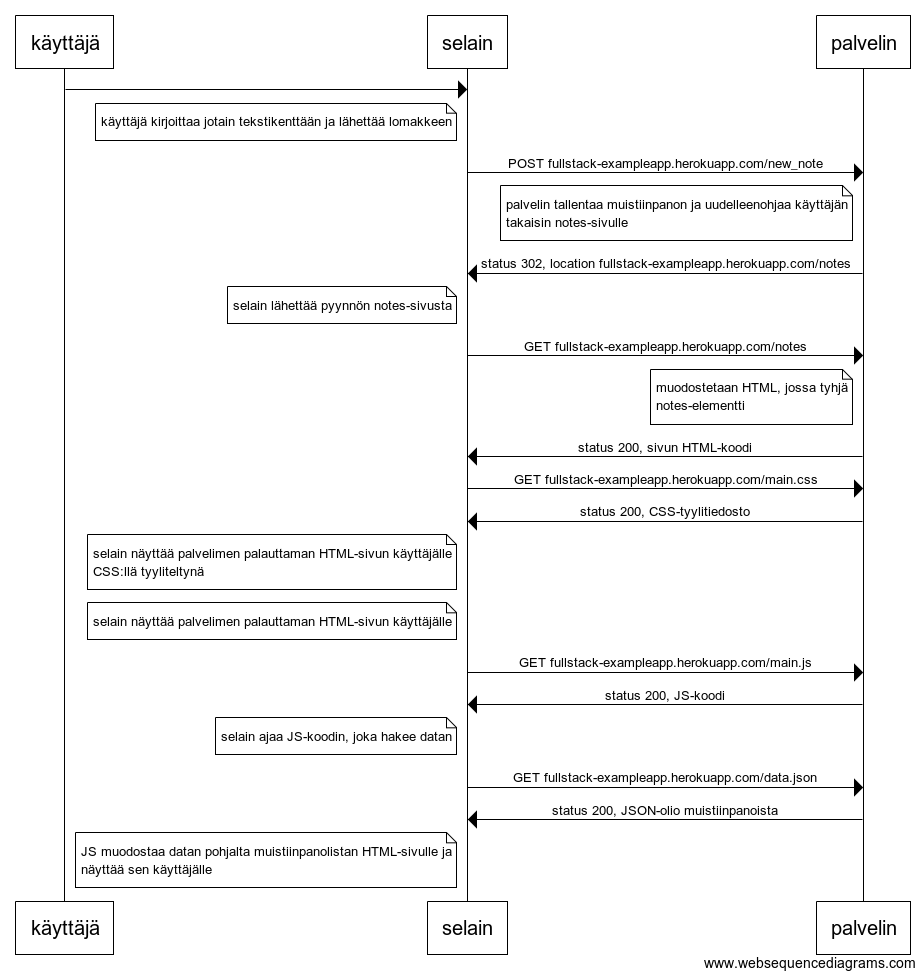 käyttäjä
selain
palvelin
käyttäjä kirjoittaa jotain tekstikenttään ja lähettää lomakkeen
POST fullstack-exampleapp.herokuapp.com/new_note
palvelin tallentaa muistiinpanon ja uudelleenohjaa käyttäjän
takaisin notes-sivulle
status 302, location fullstack-exampleapp.herokuapp.com/notes
selain lähettää pyynnön notes-sivusta
GET fullstack-exampleapp.herokuapp.com/notes
muodostetaan HTML, jossa tyhjä
notes-elementti
status 200, sivun HTML-koodi
GET fullstack-exampleapp.herokuapp.com/main.css
status 200, CSS-tyylitiedosto
selain näyttää palvelimen palauttaman HTML-sivun käyttäjälle
CSS:llä tyyliteltynä
selain näyttää palvelimen palauttaman HTML-sivun käyttäjälle
GET fullstack-exampleapp.herokuapp.com/main.js
status 200, JS-koodi
selain ajaa JS-koodin, joka hakee datan
GET fullstack-exampleapp.herokuapp.com/data.json
status 200, JSON-olio muistiinpanoista
JS muodostaa datan pohjalta muistiinpanolistan HTML-sivulle ja
näyttää sen käyttäjälle
käyttäjä
selain
palvelin
www.websequencediagrams.com